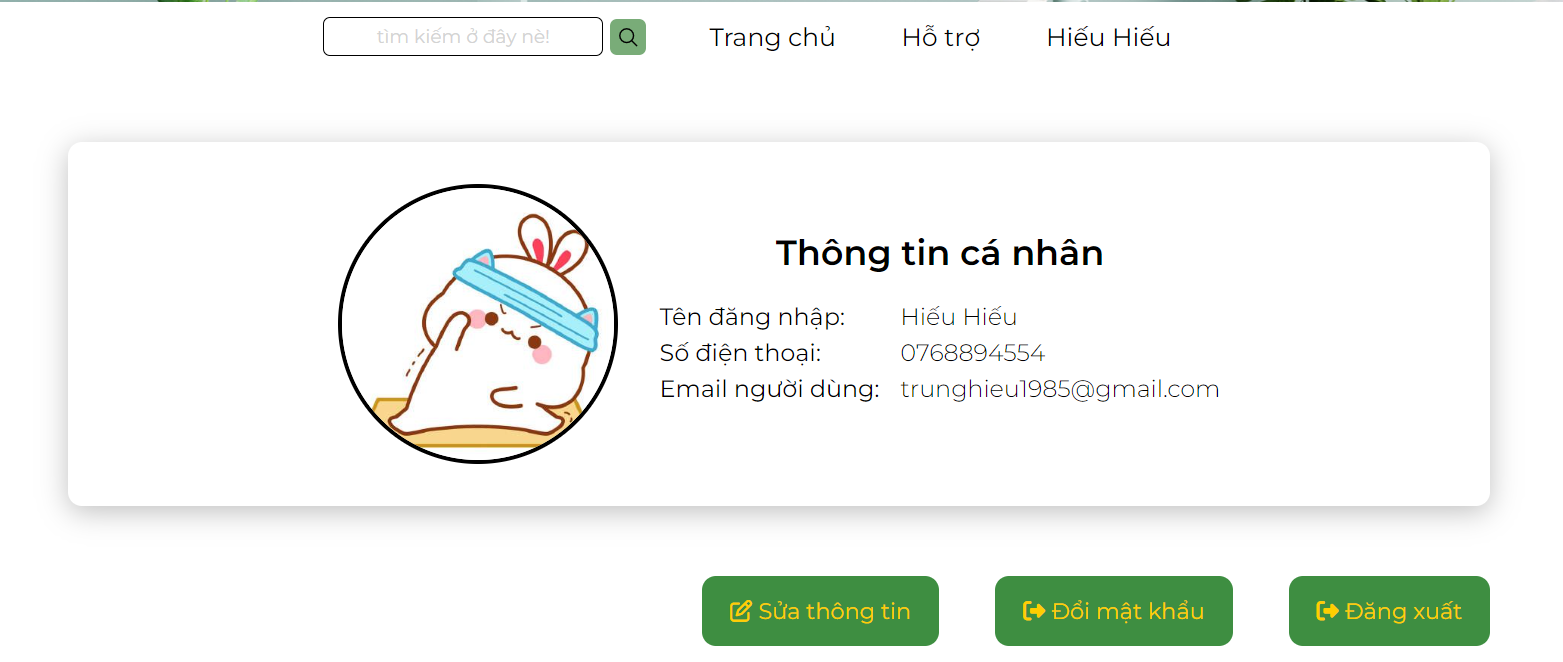 tìm kiếm ở đây nè! Trang chủ Hỗ trợ Hiếu Hiếu
Thông tin cá nhân
Tên đăng nhập: Hiếu Hiếu
Số điện thoại: 0768894554
Email người dùng: trunghieu1985@gmail.com
Sửa thông tin Đổi mật khẩu Đăng xuất